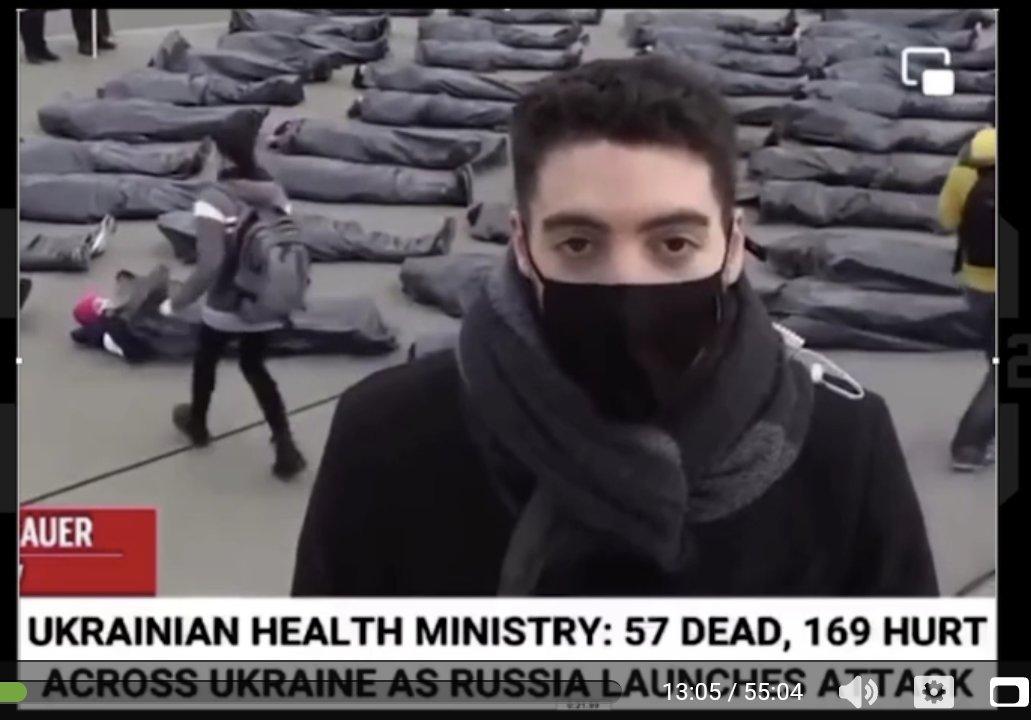 AUER
UKRAINIAN HEALTH MINISTRY: 57 DEAD, 169 HURT
ACROSS UKRAINE AS RUSSIA LAUNCHES ATTACK
13:05 / 55:04